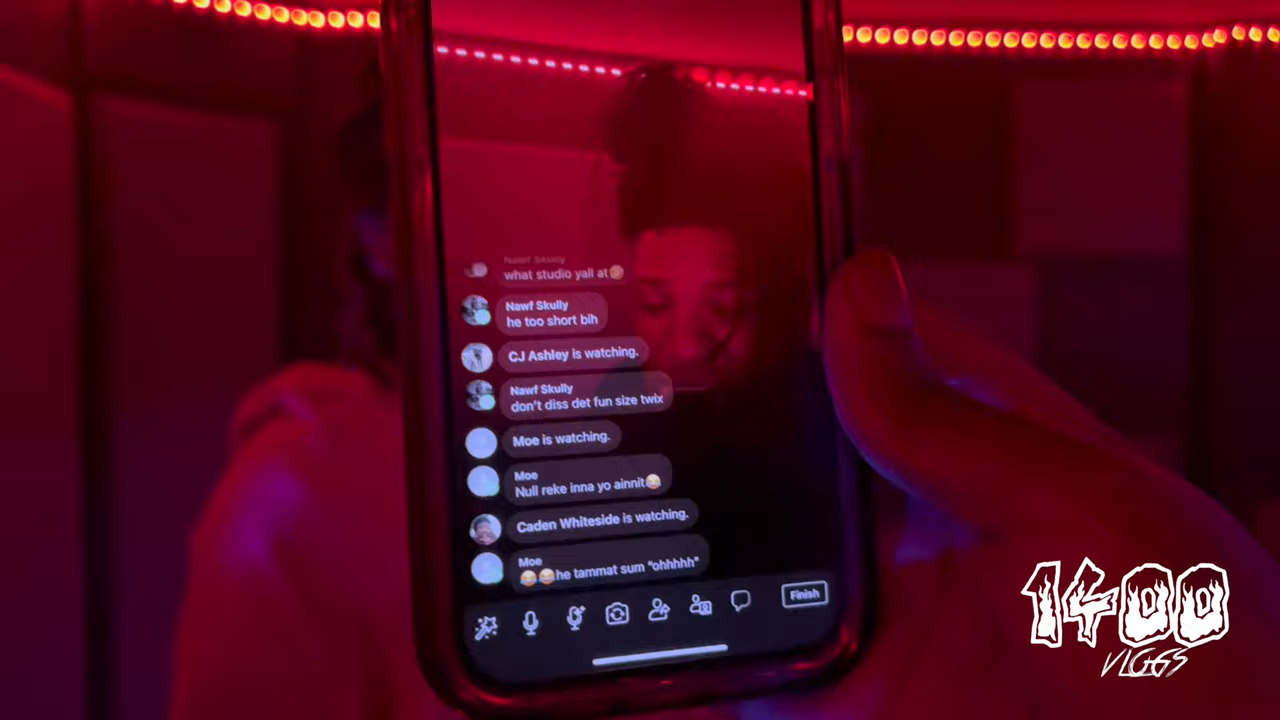 Nawf Skully
what studio yall at🥴
Nawf Skully
he too short bih
CJ Ashley is watching.
Nawf Skully
don't diss det fun size twix
Moe is watching.
Moe
Null reke inna yo ainnit😂
Caden Whiteside is watching.
Moe
😂😂he tammat sum "ohhhhh"
Finish
1400
VLGGS